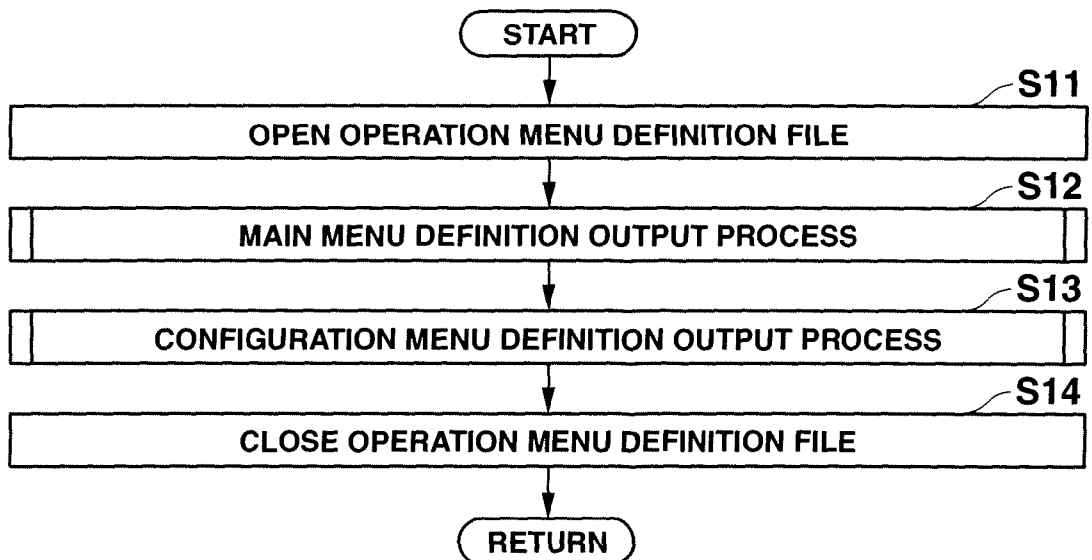 START
S11
OPEN OPERATION MENU DEFINITION FILE
S12
MAIN MENU DEFINITION OUTPUT PROCESS
S13
CONFIGURATION MENU DEFINITION OUTPUT PROCESS
S14
CLOSE OPERATION MENU DEFINITION FILE
RETURN